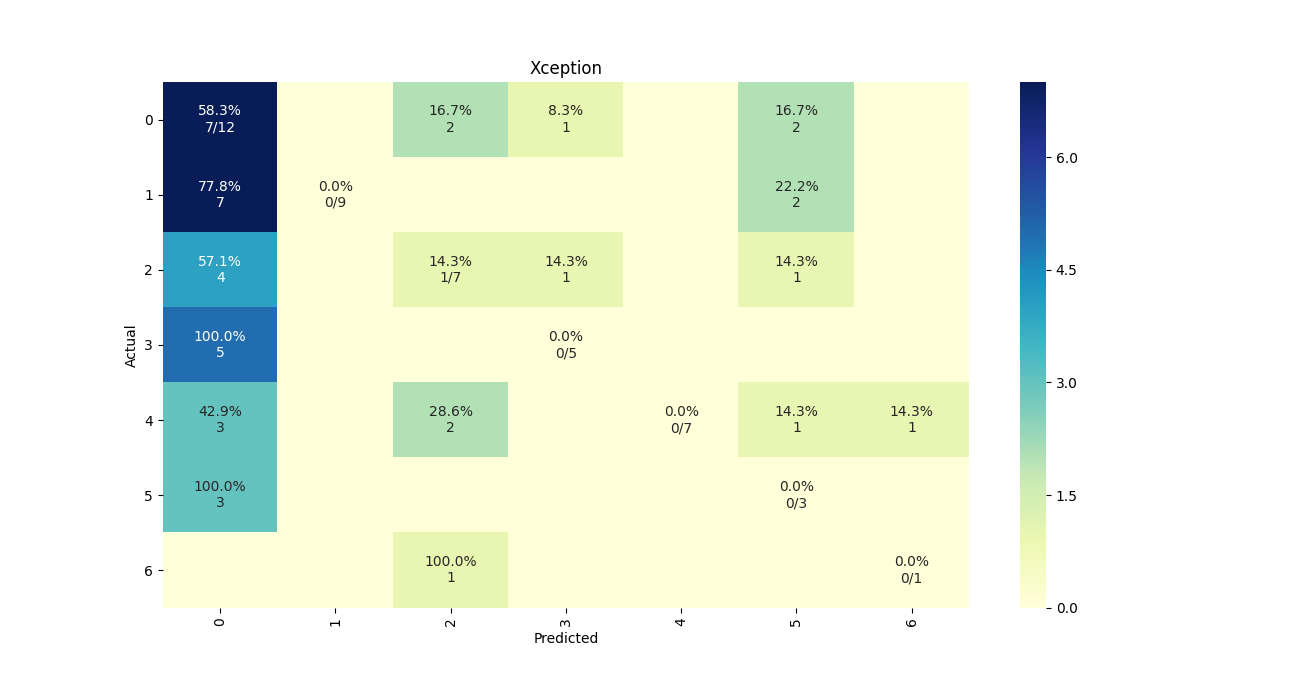 Xception
58.3% 16.7% 8.3% 16.7%
0 7/12 2 1 2 6.0
77.8% 0.0% 22.2%
1 7 0/9 2
57.1% 14.3% 14.3% 14.3%
2 4 1/7 1 1 4.5
100.0% 0.0%
Actual 3 5 0/5
42.9% 28.6% 0.0% 14.3% 14.3% 3.0
4 3 2 0/7 1 1
100.0% 0.0% 1.5
5 3 0/3
100.0% 0.0%
6 1 0/1
0.0
0 1 2 3 4 5 6
Predicted